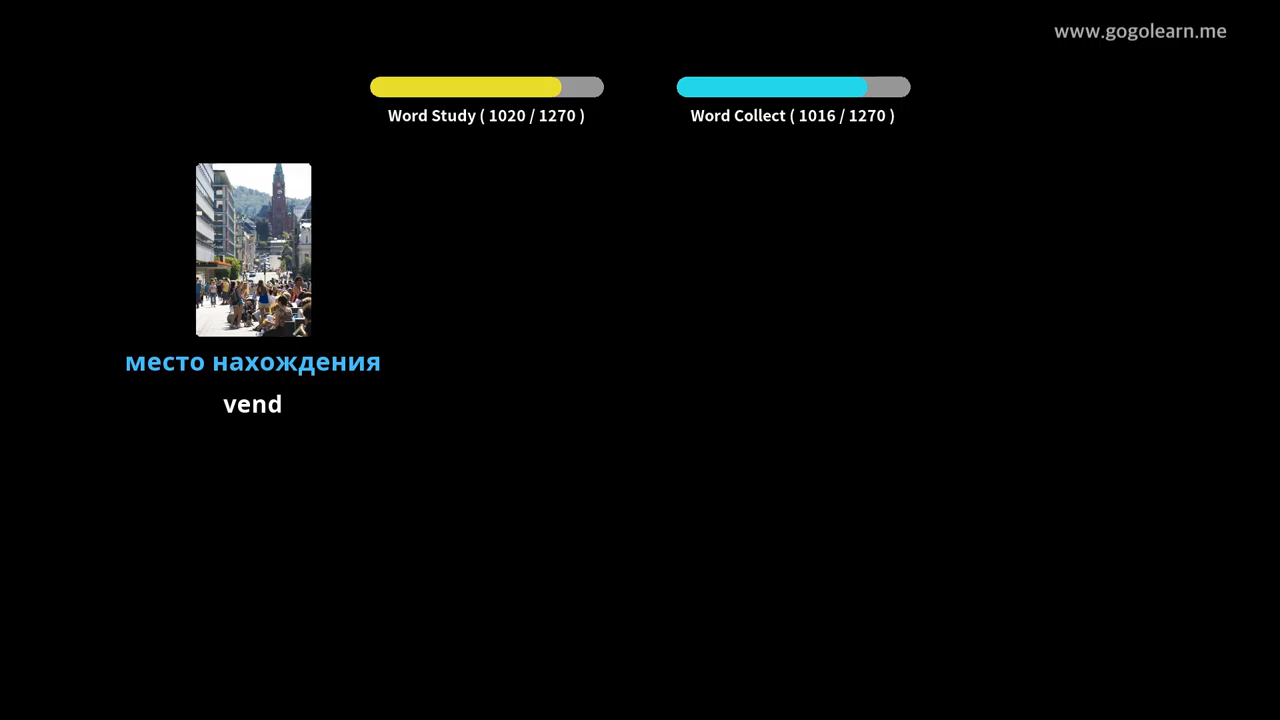 www.gogolearn.me
Word Study ( 1020 / 1270 )
Word Collect ( 1016 / 1270 )
место нахождения
vend